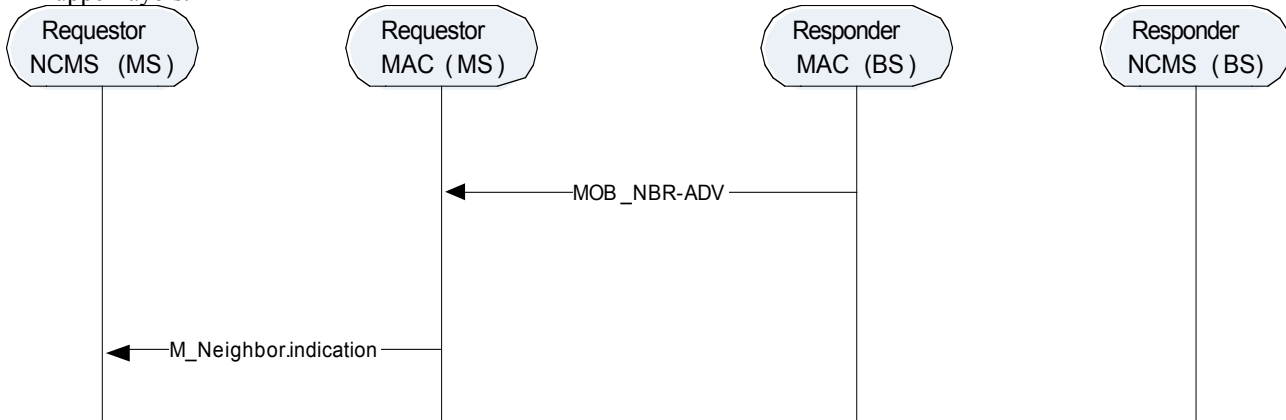 Requestor
NCMS (MS)
Requestor
MAC (MS)
Responder
MAC (BS)
Responder
NCMS (BS)
MOB_NBR-ADV
M_Neighbor.indication